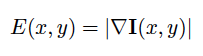 E(x, y) = |∇I(x, y)|